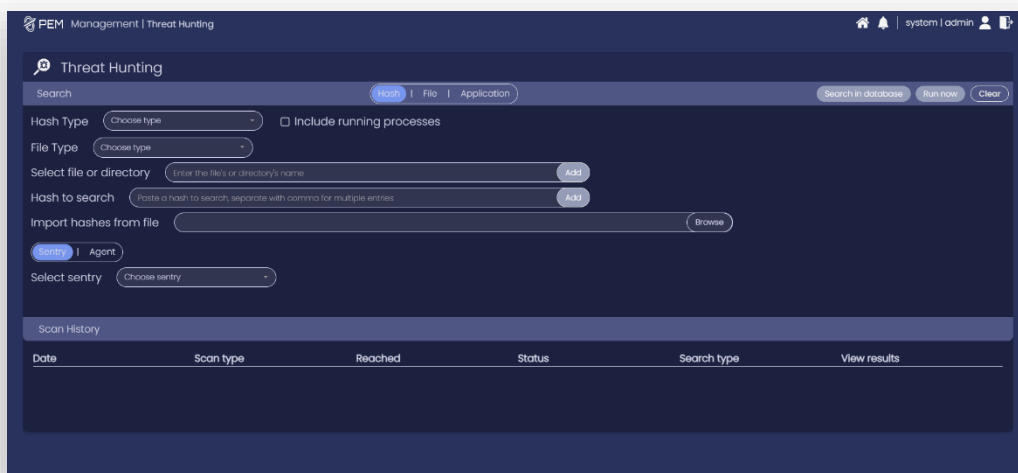 PEM Management | Threat Hunting system | admin
Threat Hunting
Search Hash | File | Application Search in database Run now Clear
Hash Type Choose type Include running processes
File Type Choose type
Select file or directory Enter the file's or directory's name Add
Hash to search Paste a hash to search, separate with comma for multiple entries Add
Import hashes from file Browse
Sentry | Agent
Select sentry Choose sentry
Scan History
Date Scan type Reached Status Search type View results